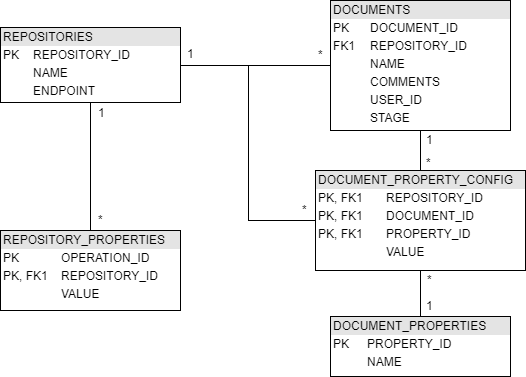 REPOSITORIES
PK REPOSITORY_ID
NAME
ENDPOINT
1
*
DOCUMENTS
PK DOCUMENT_ID
FK1 REPOSITORY_ID
NAME
COMMENTS
USER_ID
STAGE
1
*
1
*
*
REPOSITORY_PROPERTIES
PK OPERATION_ID
PK, FK1 REPOSITORY_ID
VALUE
DOCUMENT_PROPERTY_CONFIG
PK, FK1 REPOSITORY_ID
PK, FK1 DOCUMENT_ID
PK, FK1 PROPERTY_ID
VALUE
*
1
DOCUMENT_PROPERTIES
PK PROPERTY_ID
NAME